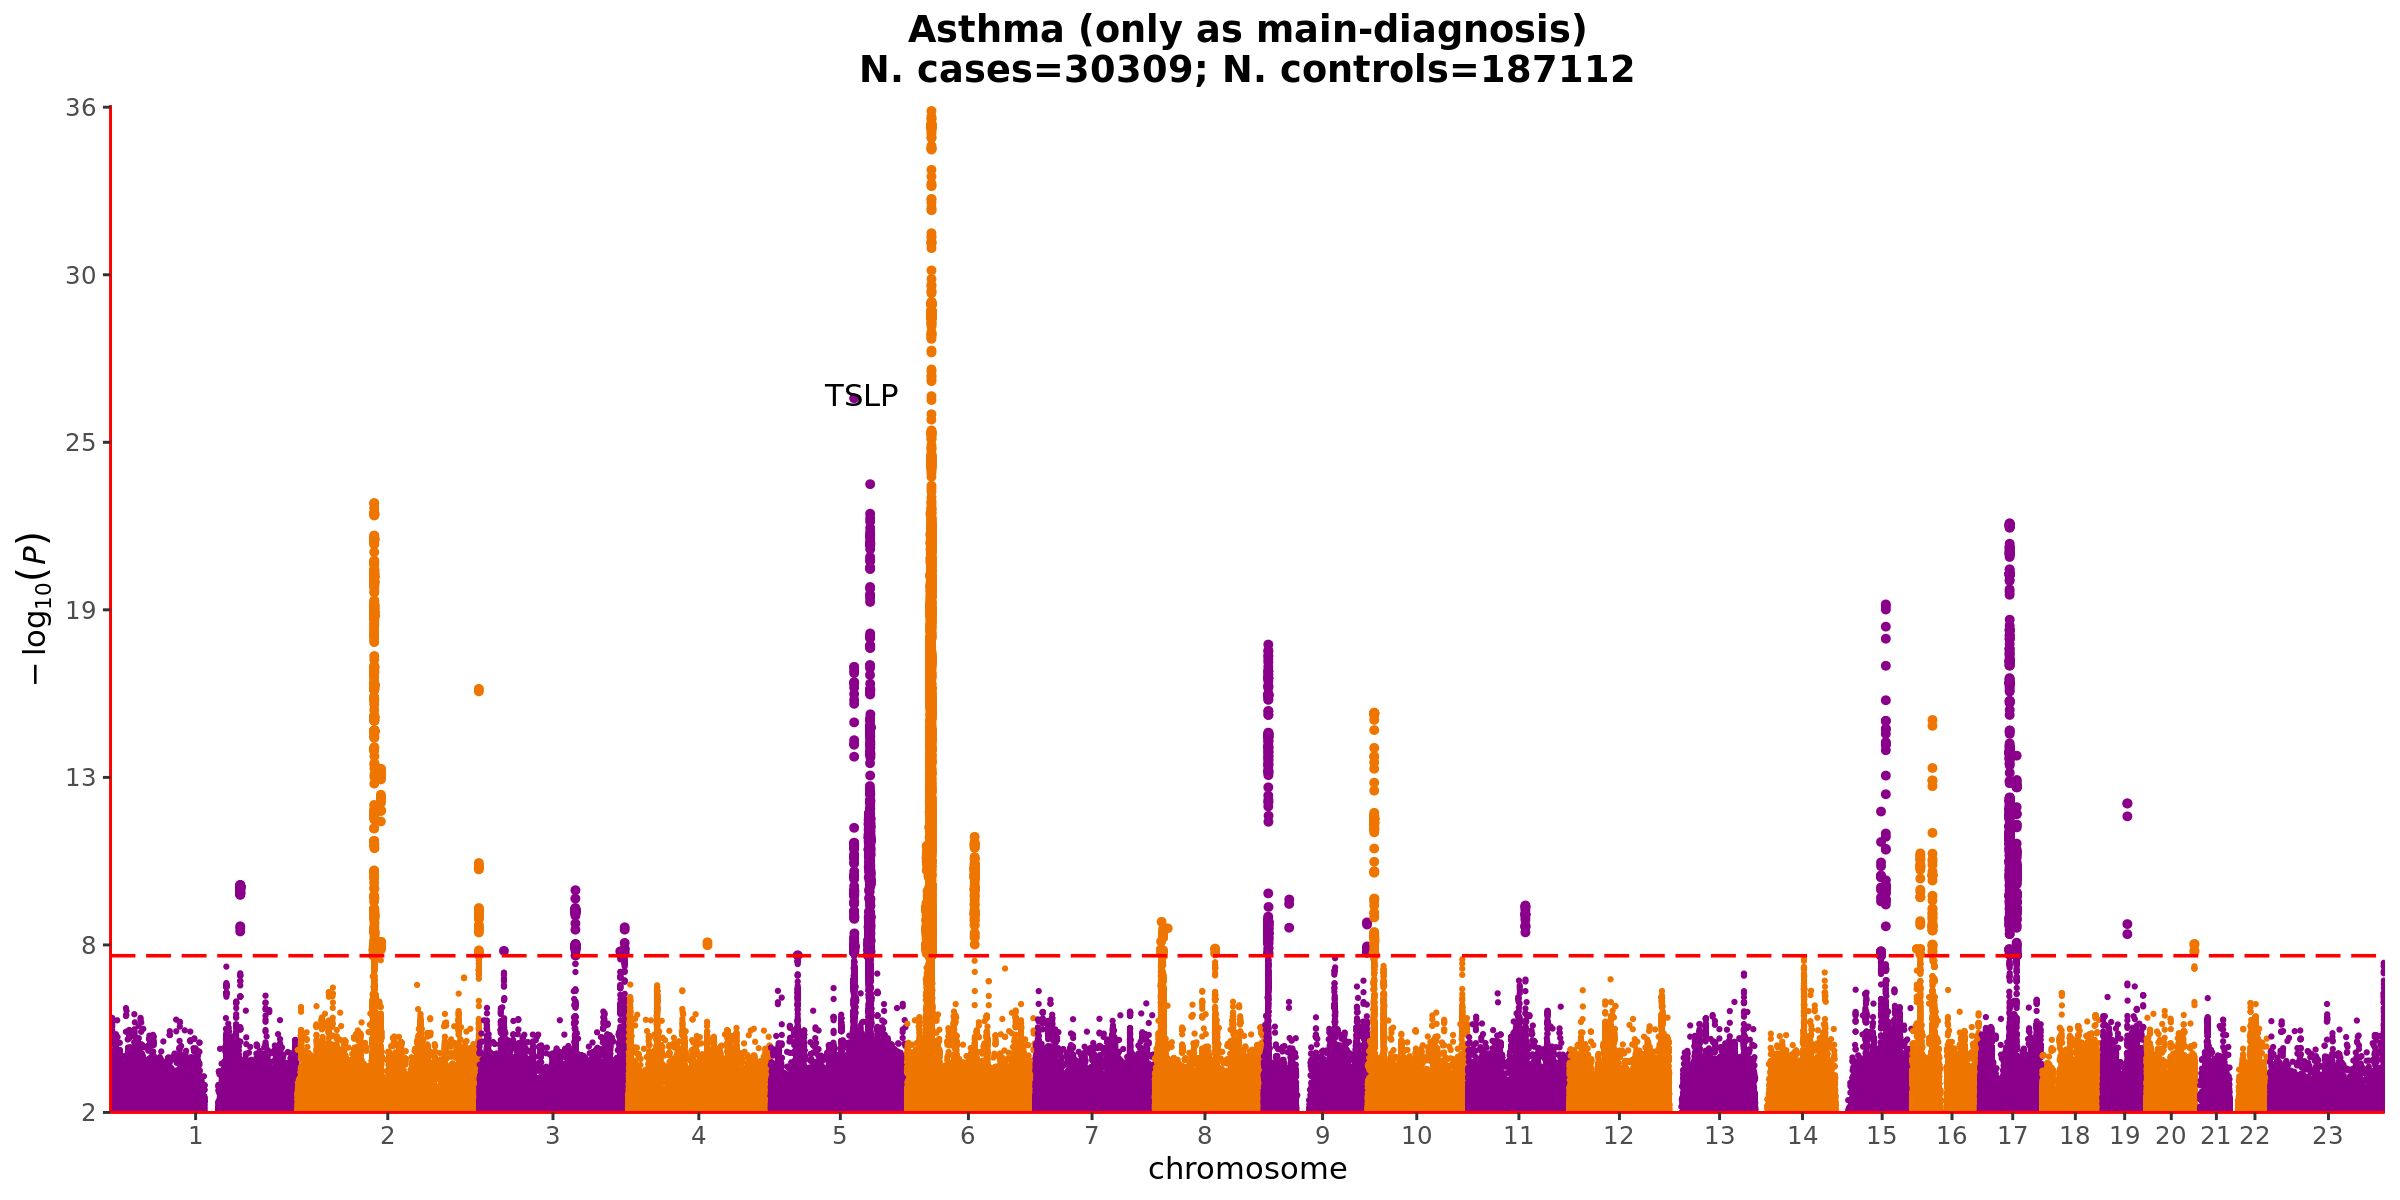 Asthma (only as main-diagnosis)
N. cases=30309; N. controls=187112
36
30
25
19
13
8
2
− log10(P)
TSLP
1 2 3 4 5 6 7 8 9 10 11 12 13 14 15 16 17 18 19 20 21 22 23
chromosome